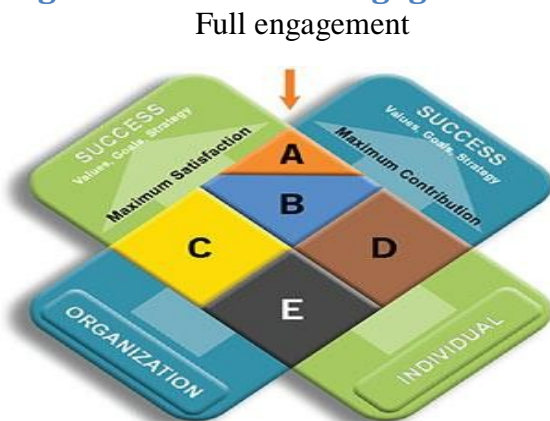 Full engagement
SUCCESS
Values, Goals, Strategy
Maximum Satisfaction
SUCCESS
Values, Goals, Strategy
Maximum Contribution
A
B
C
D
E
ORGANIZATION
INDIVIDUAL